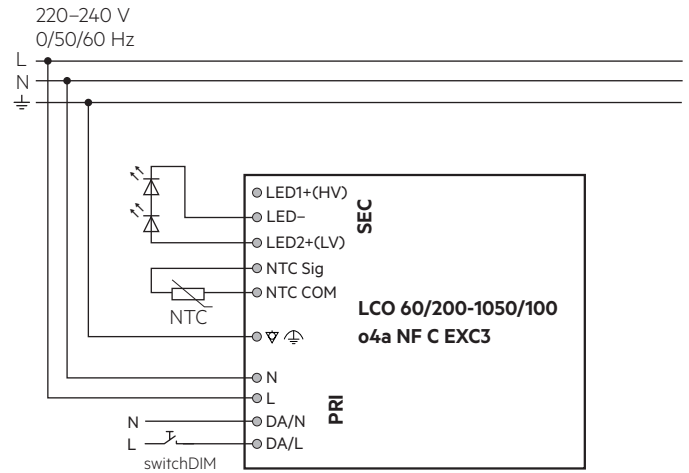 220–240 V
0/50/60 Hz
L
N
LED1+(HV)
LED–
SEC
LED2+(LV)
NTC Sig
NTC COM
NTC
LCO 60/200-1050/100
o4a NF C EXC3
N
L
PRI
N
DA/N
L
DA/L
switchDIM